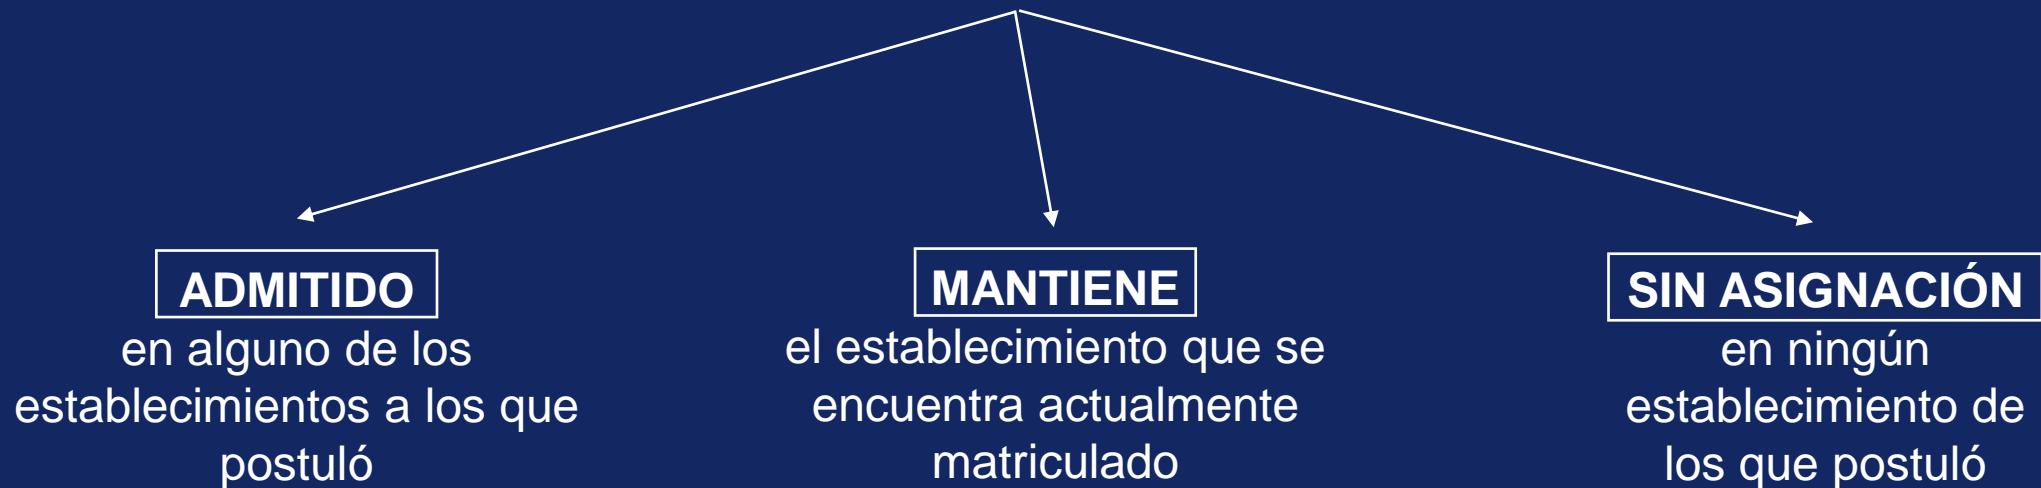 ADMITIDO
en alguno de los
establecimientos a los que
postuló
MANTIENE
el establecimiento que se
encuentra actualmente
matriculado
SIN ASIGNACIÓN
en ningún
establecimiento de
los que postuló